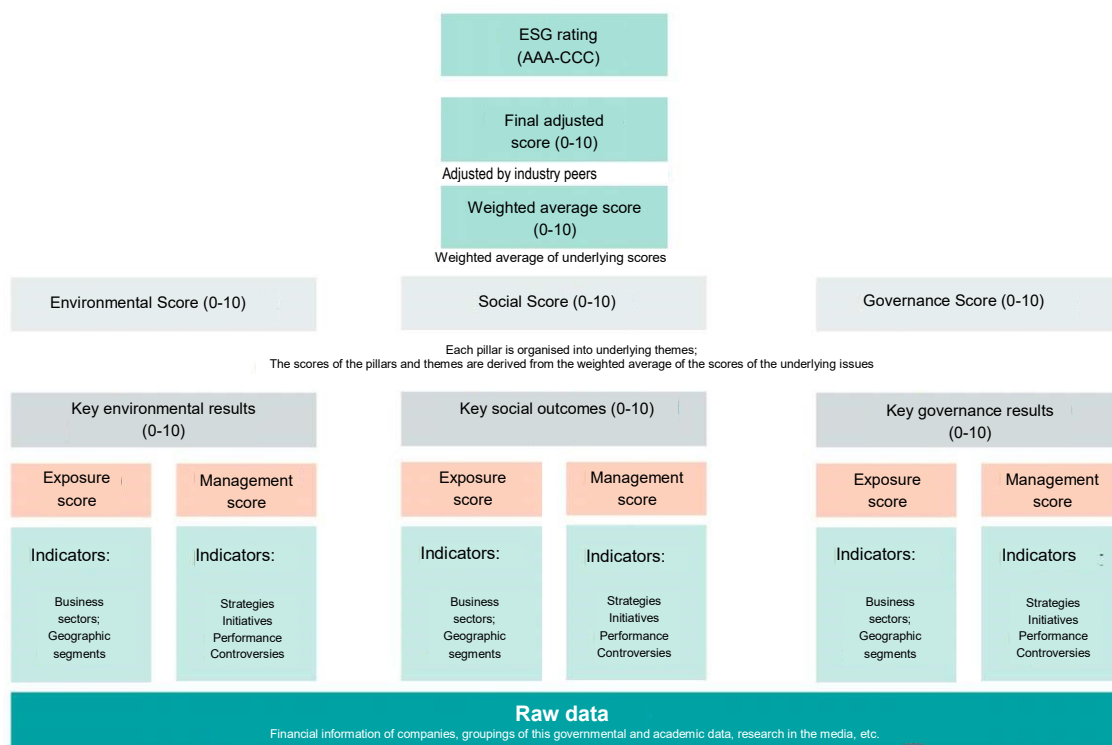 ESG rating
(AAA-CCC)
Final adjusted
score (0-10)
Adjusted by industry peers
Weighted average score
(0-10)
Weighted average of underlying scores
Environmental Score (0-10)
Social Score (0-10)
Governance Score (0-10)
Each pillar is organised into underlying themes;
The scores of the pillars and themes are derived from the weighted average of the scores of the underlying issues
Key environmental results
(0-10)
Key social outcomes (0-10)
Key governance results
(0-10)
Exposure
score
Management
score
Exposure
score
Management
score
Exposure
score
Management
score
Indicators:
Business
sectors;
Geographic
segments
Indicators:
Strategies
Initiatives
Performance
Controversies
Indicators:
Business
sectors;
Geographic
segments
Indicators:
Strategies
Initiatives
Performance
Controversies
Indicators:
Business
sectors;
Geographic
segments
Indicators :
Strategies
Initiatives
Performance
Controversies
Raw data
Financial information of companies, groupings of this governmental and academic data, research in the media, etc.